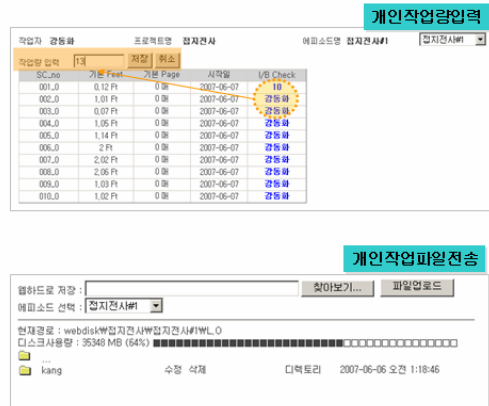 개인작업량입력
작업자 강동화 프로젝트명 접지전사 에피소드명 접지전사#1 접지전사#1
작업량 입력 13 저장 취소
SC_no 기본 Feet 기본 Page 시작일 I/B Check
001_0 0,12 Ft 0 매 2007-06-07 10
002_0 1,01 Ft 0 매 2007-06-07 강동화
003_0 0,07 Ft 0 매 2007-06-07 강동화
004_0 1,05 Ft 0 매 2007-06-07 강동화
005_0 1,14 Ft 0 매 2007-06-07 강동화
006_0 2 Ft 0 매 2007-06-07 강동화
007_0 2,02 Ft 0 매 2007-06-07 강동화
008_0 2,06 Ft 0 매 2007-06-07 강동화
009_0 1,03 Ft 0 매 2007-06-07 강동화
010_0 1,02 Ft 0 매 2007-06-07 강동화
개인작업파일전송
웹하드로 저장 : 찾아보기... 파일업로드
에피소드 선택 : 접지전사#1
현재경로 : webdisk₩접지전사₩접지전사#1₩L_O
디스크사용량 : 35348 MB (64%)
...
kang 수정 삭제 디렉토리 2007-06-06 오전 1:18:46